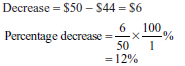 Decrease = $50 – $44 = $6
Percentage decrease = 6/50 × 100/1 %
= 12%